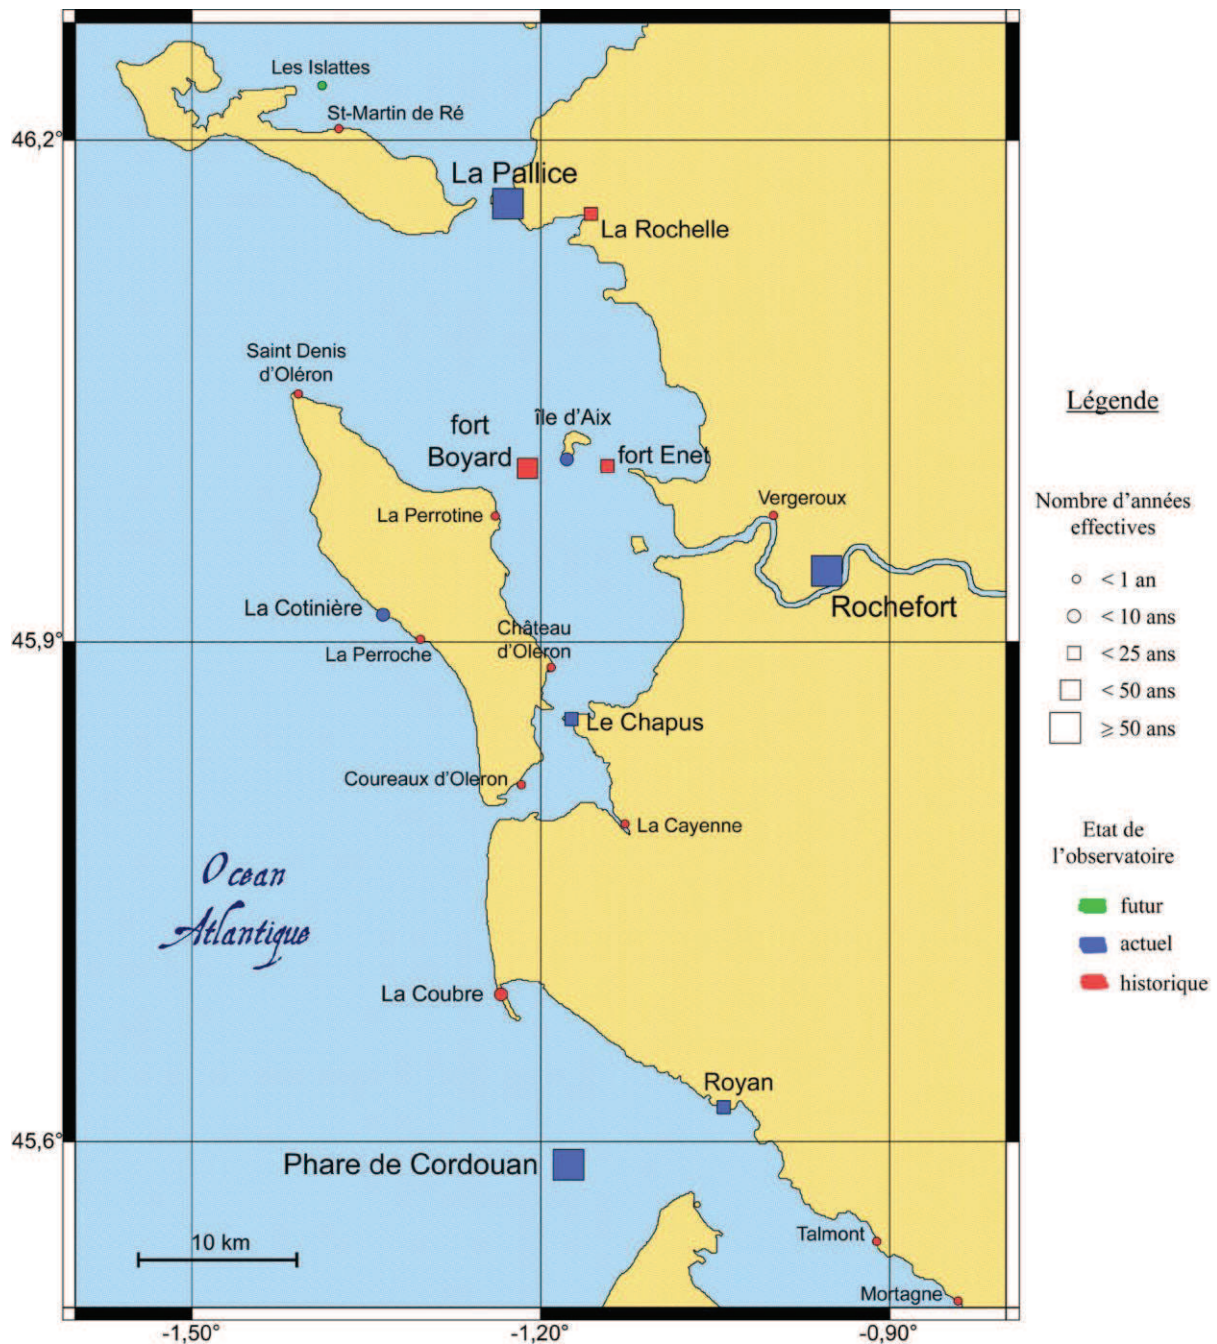 Les Islattes
St-Martin de Ré
46,2°
La Pallice
La Rochelle
Saint Denis
d'Oléron
île d'Aix
fort
Boyard
fort Enet
La Perrotine
Vergeroux
La Cotinière
Rochefort
45,9°
La Perroche
Château
d'Oléron
Le Chapus
Coureaux d'Oleron
La Cayenne
Ocean
Atlantique
La Coubre
Royan
45,6°
Phare de Cordouan
10 km
Talmont
Mortagne
-1,50°
-1,20°
-0,90°
Légende
Nombre d'années
effectives
< 1 an
< 10 ans
< 25 ans
< 50 ans
≥ 50 ans
Etat de
l'observatoire
futur
actuel
historique